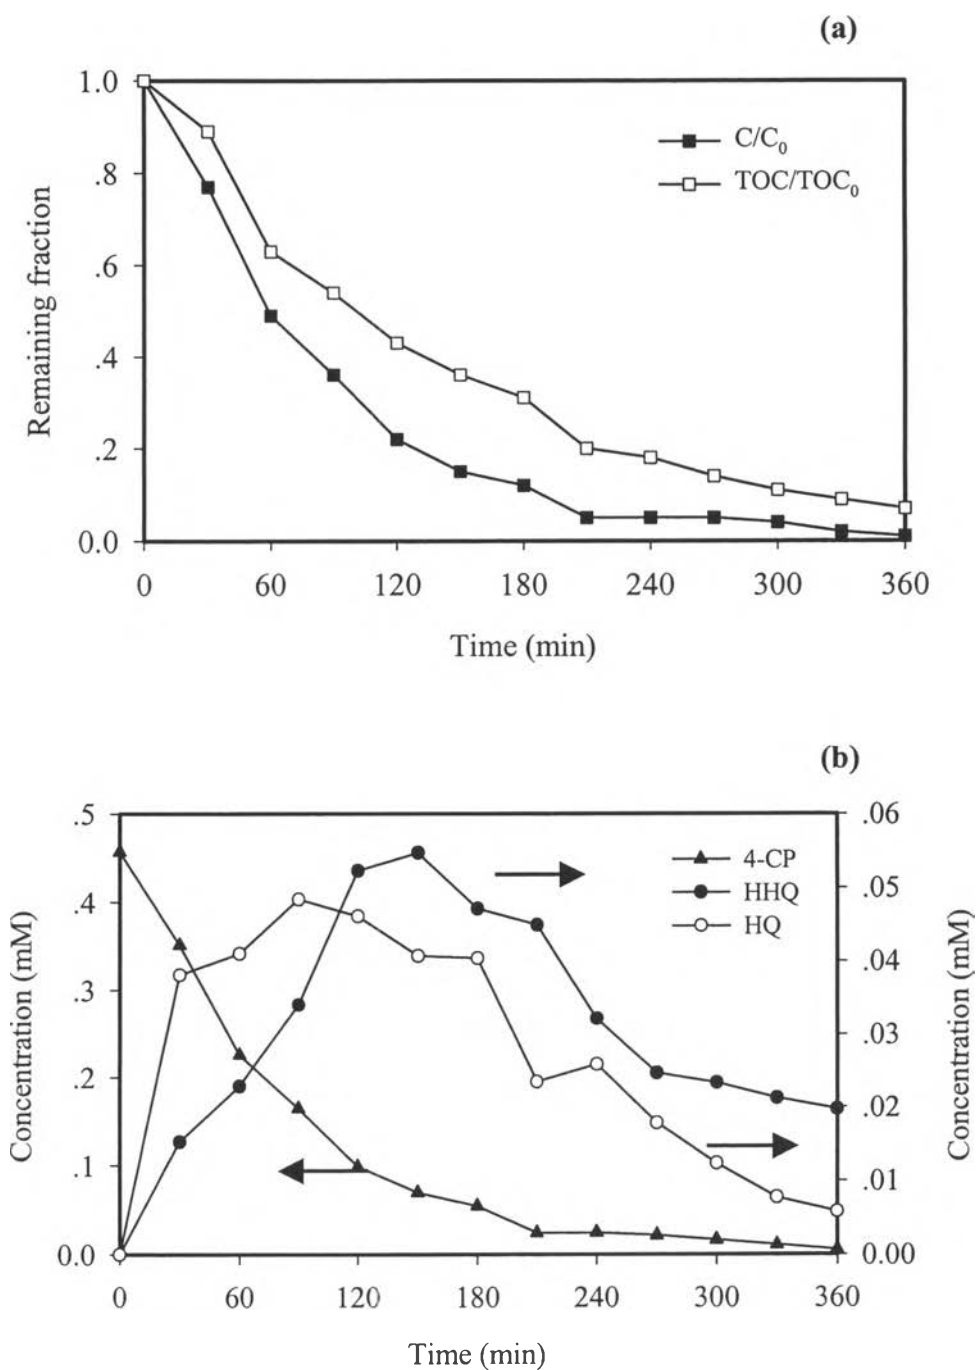 (a)
1.0
.8
.6
.4
.2
0.0
Remaining fraction
C/C₀
TOC/TOC₀
0 60 120 180 240 300 360
Time (min)
(b)
.5
.4
.3
.2
.1
0.0
Concentration (mM)
4-CP
HHQ
HQ
.06
.05
.04
.03
.02
.01
0.00
Concentration (mM)
0 60 120 180 240 300 360
Time (min)